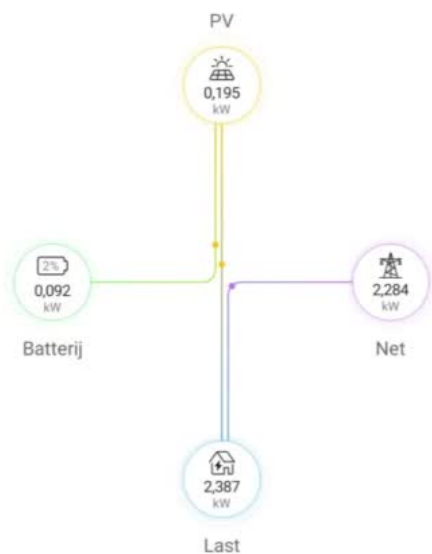 PV
0,195
kW
2%
0,092
kW
Batterij
2,284
kW
Net
2,387
kW
Last